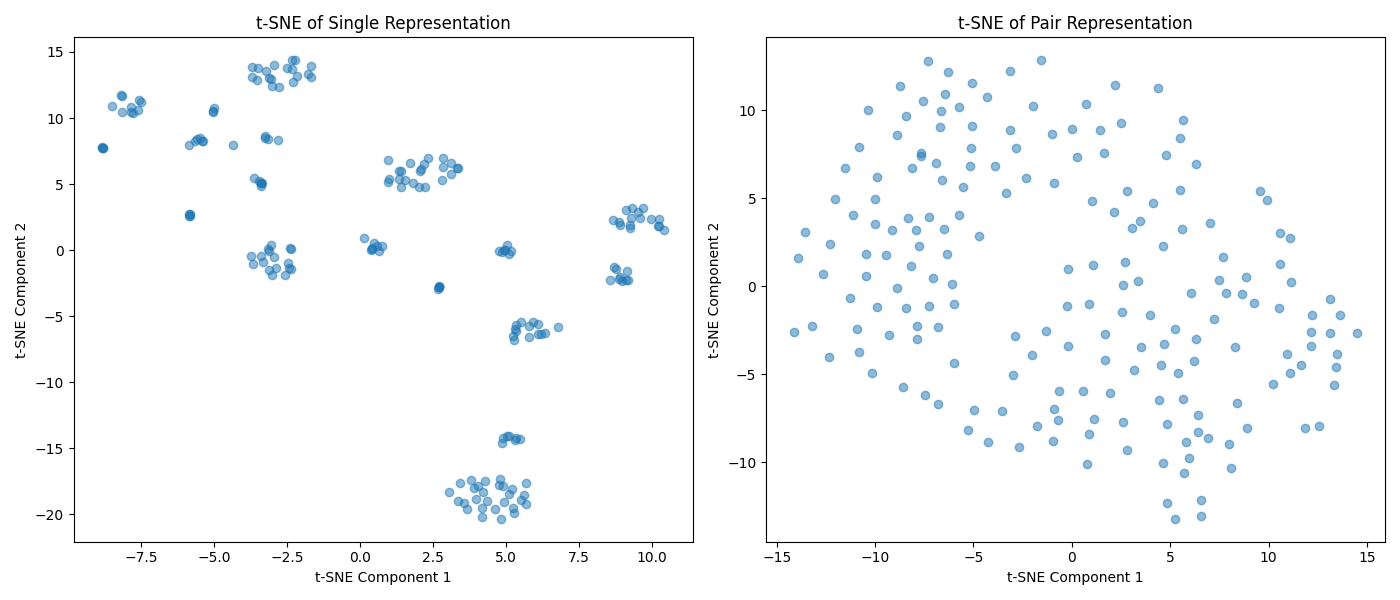 t-SNE of Single Representation
15
10
5
0
−5
−10
−15
−20
t-SNE Component 2
−7.5 −5.0 −2.5 0.0 2.5 5.0 7.5 10.0
t-SNE Component 1
t-SNE of Pair Representation
10
5
0
−5
−10
t-SNE Component 2
−15 −10 −5 0 5 10 15
t-SNE Component 1